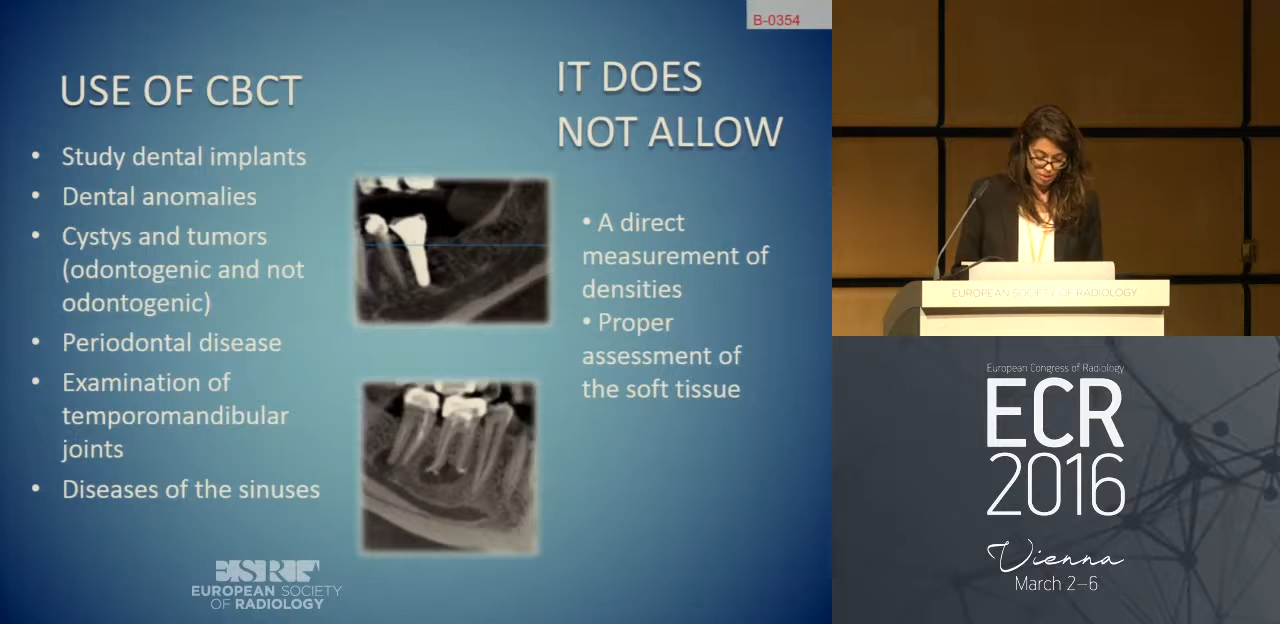 B-0354
USE OF CBCT
• Study dental implants
• Dental anomalies
• Cystys and tumors
(odontogenic and not
odontogenic)
• Periodontal disease
• Examination of
temporomandibular
joints
• Diseases of the sinuses
IT DOES
NOT ALLOW
• A direct
measurement of
densities
• Proper
assessment of
the soft tissue
EUROPEAN SOCIETY
OF RADIOLOGY
EUROPEAN SOCIETY OF RADIOLOGY
European Congress of Radiology
ECR
2016
Vienna
March 2–6